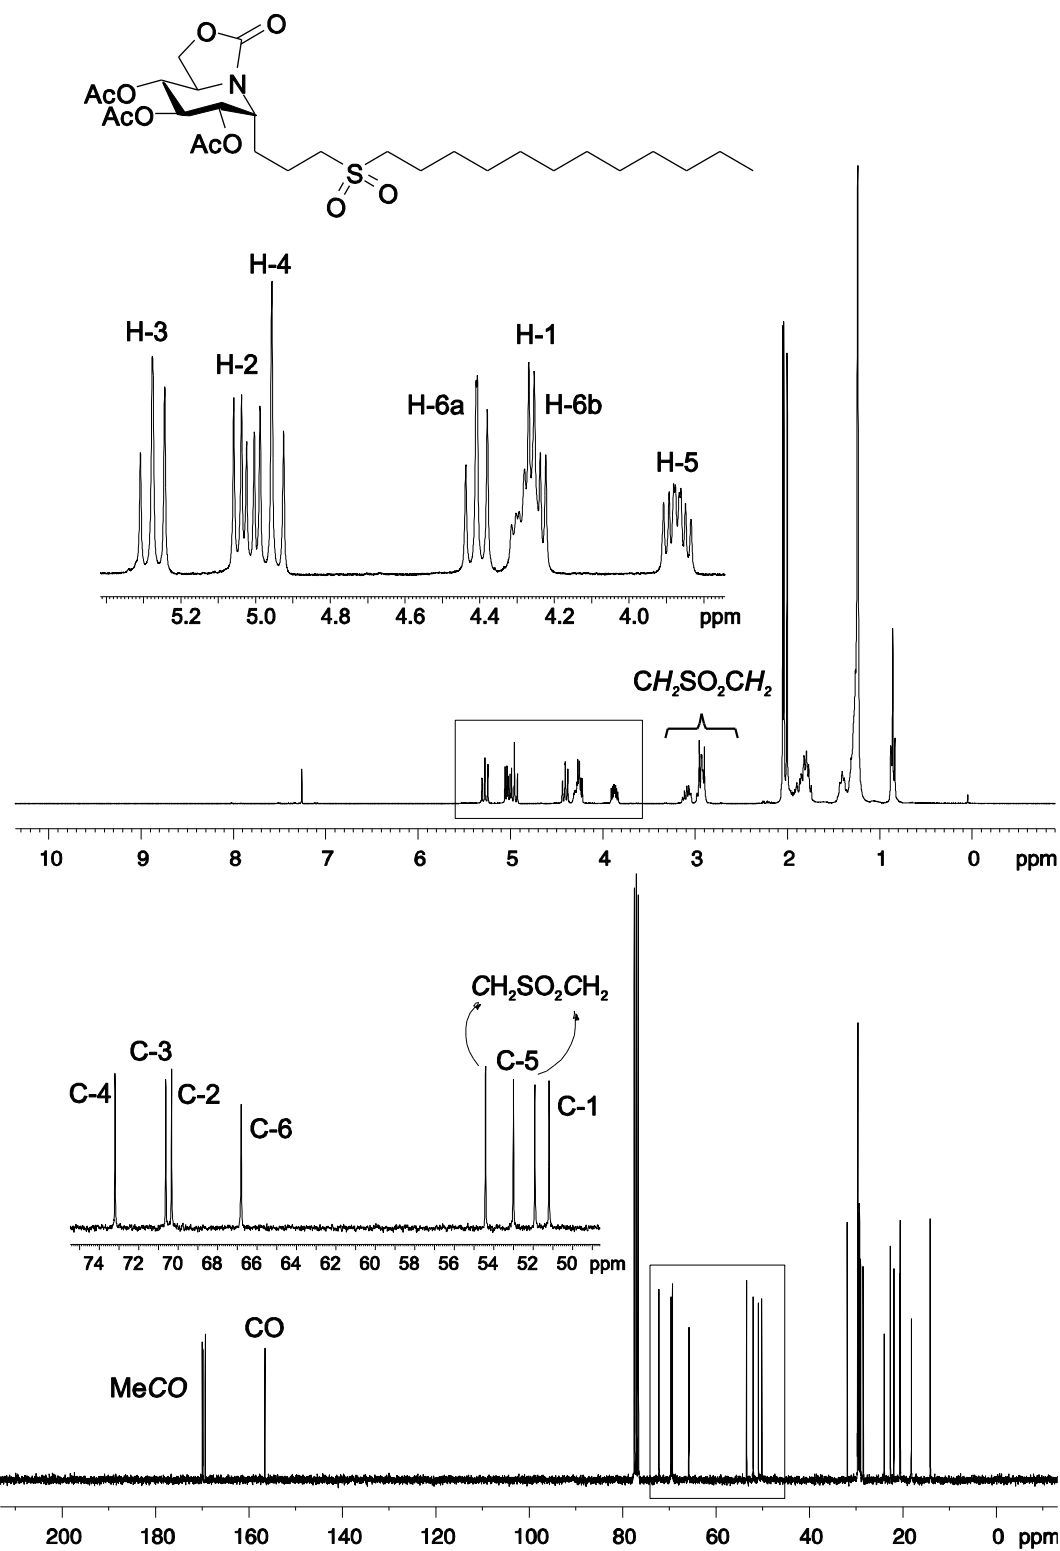 O
O
N
AcO
AcO
AcO
S
O
O
H-4
H-3
H-1
H-2
H-6a
H-6b
H-5
5.2 5.0 4.8 4.6 4.4 4.2 4.0 ppm
CH₂SO₂CH₂
10 9 8 7 6 5 4 3 2 1 0 ppm
CH₂SO₂CH₂
C-3
C-5
C-4
C-2
C-1
C-6
74 72 70 68 66 64 62 60 58 56 54 52 50 ppm
CO
MeCO
200 180 160 140 120 100 80 60 40 20 0 ppm